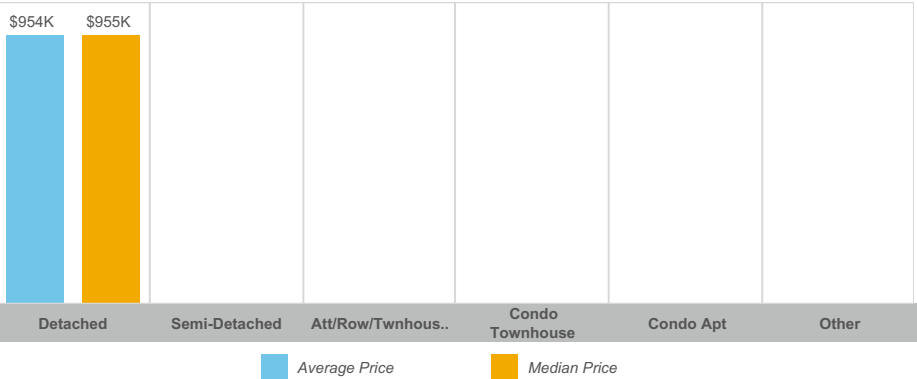 $954K
$955K
Detached
Semi-Detached
Att/Row/Twnhous..
Condo
Townhouse
Condo Apt
Other
Average Price
Median Price